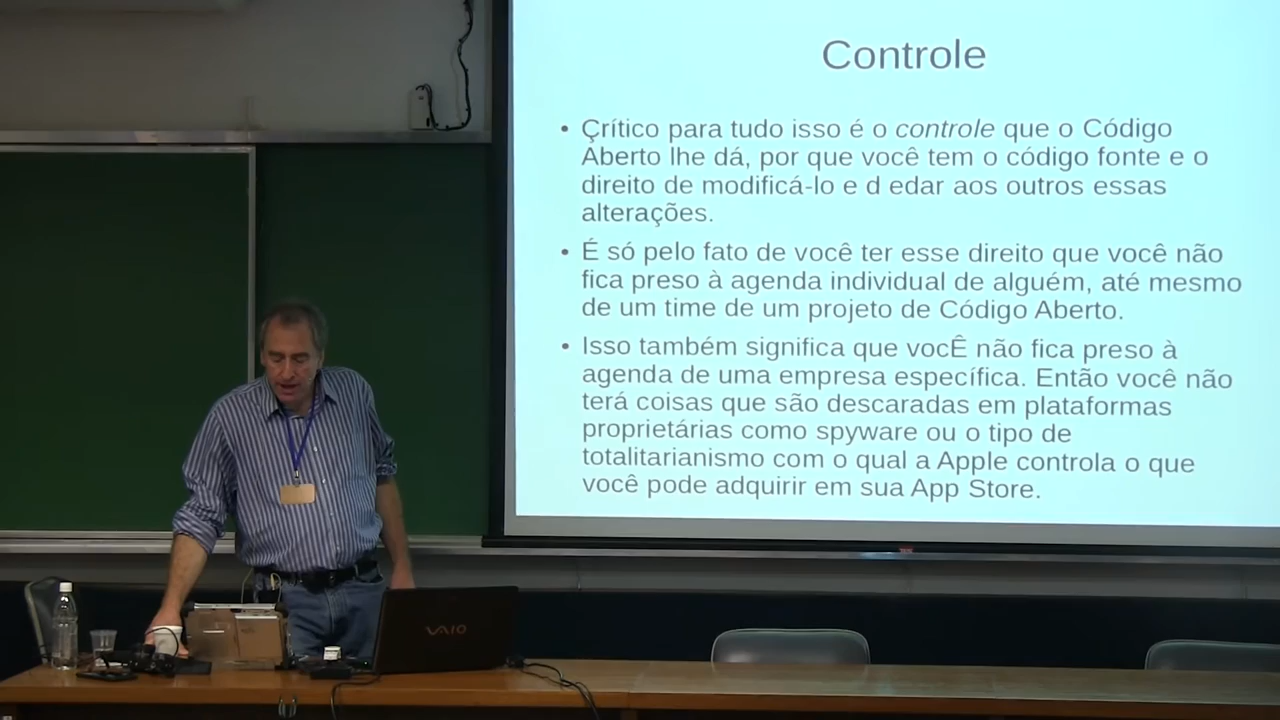 Controle
• Çrítico para tudo isso é o controle que o Código
Aberto lhe dá, por que você tem o código fonte e o
direito de modificá-lo e d edar aos outros essas
alterações.
• É só pelo fato de você ter esse direito que você não
fica preso à agenda individual de alguém, até mesmo
de um time de um projeto de Código Aberto.
• Isso também significa que vocÊ não fica preso à
agenda de uma empresa específica. Então você não
terá coisas que são descaradas em plataformas
proprietárias como spyware ou o tipo de
totalitarianismo com o qual a Apple controla o que
você pode adquirir em sua App Store.
VAIO